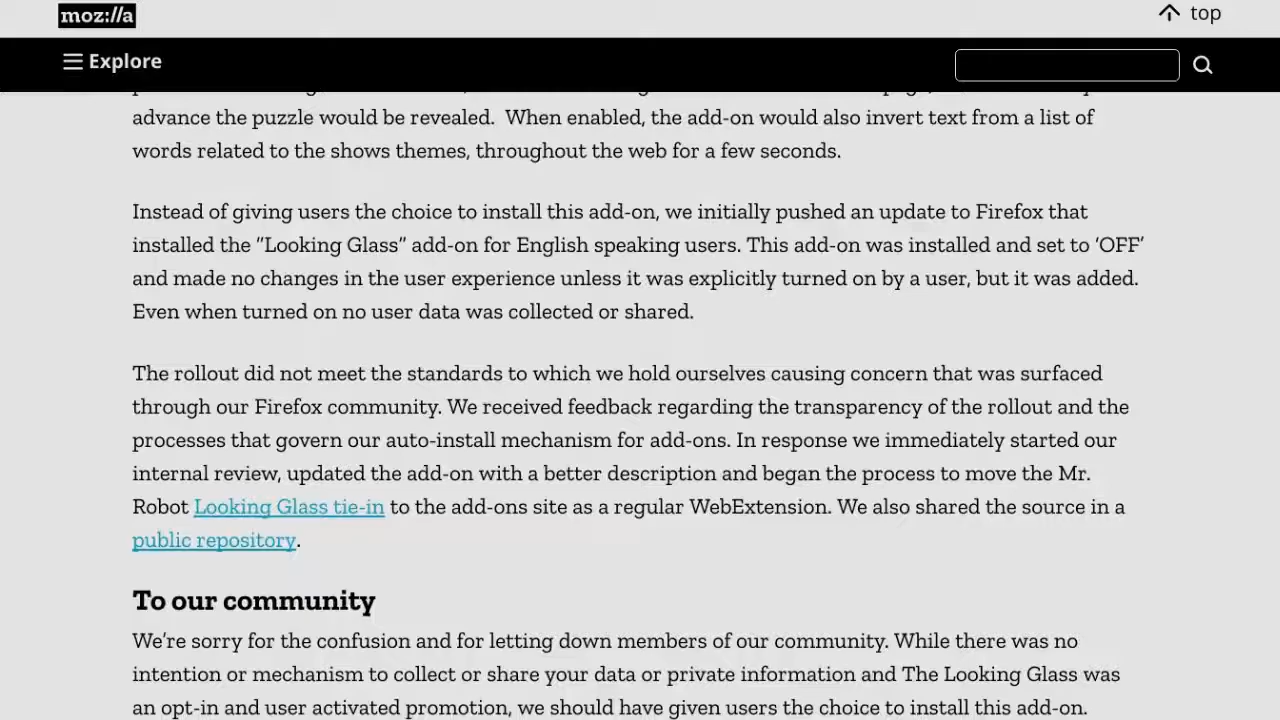 moz://a
top
Explore
advance the puzzle would be revealed.  When enabled, the add-on would also invert text from a list of
words related to the shows themes, throughout the web for a few seconds.
Instead of giving users the choice to install this add-on, we initially pushed an update to Firefox that
installed the “Looking Glass” add-on for English speaking users. This add-on was installed and set to ‘OFF’
and made no changes in the user experience unless it was explicitly turned on by a user, but it was added.
Even when turned on no user data was collected or shared.
The rollout did not meet the standards to which we hold ourselves causing concern that was surfaced
through our Firefox community. We received feedback regarding the transparency of the rollout and the
processes that govern our auto-install mechanism for add-ons. In response we immediately started our
internal review, updated the add-on with a better description and began the process to move the Mr.
Robot Looking Glass tie-in to the add-ons site as a regular WebExtension. We also shared the source in a
public repository.
To our community
We’re sorry for the confusion and for letting down members of our community. While there was no
intention or mechanism to collect or share your data or private information and The Looking Glass was
an opt-in and user activated promotion, we should have given users the choice to install this add-on.